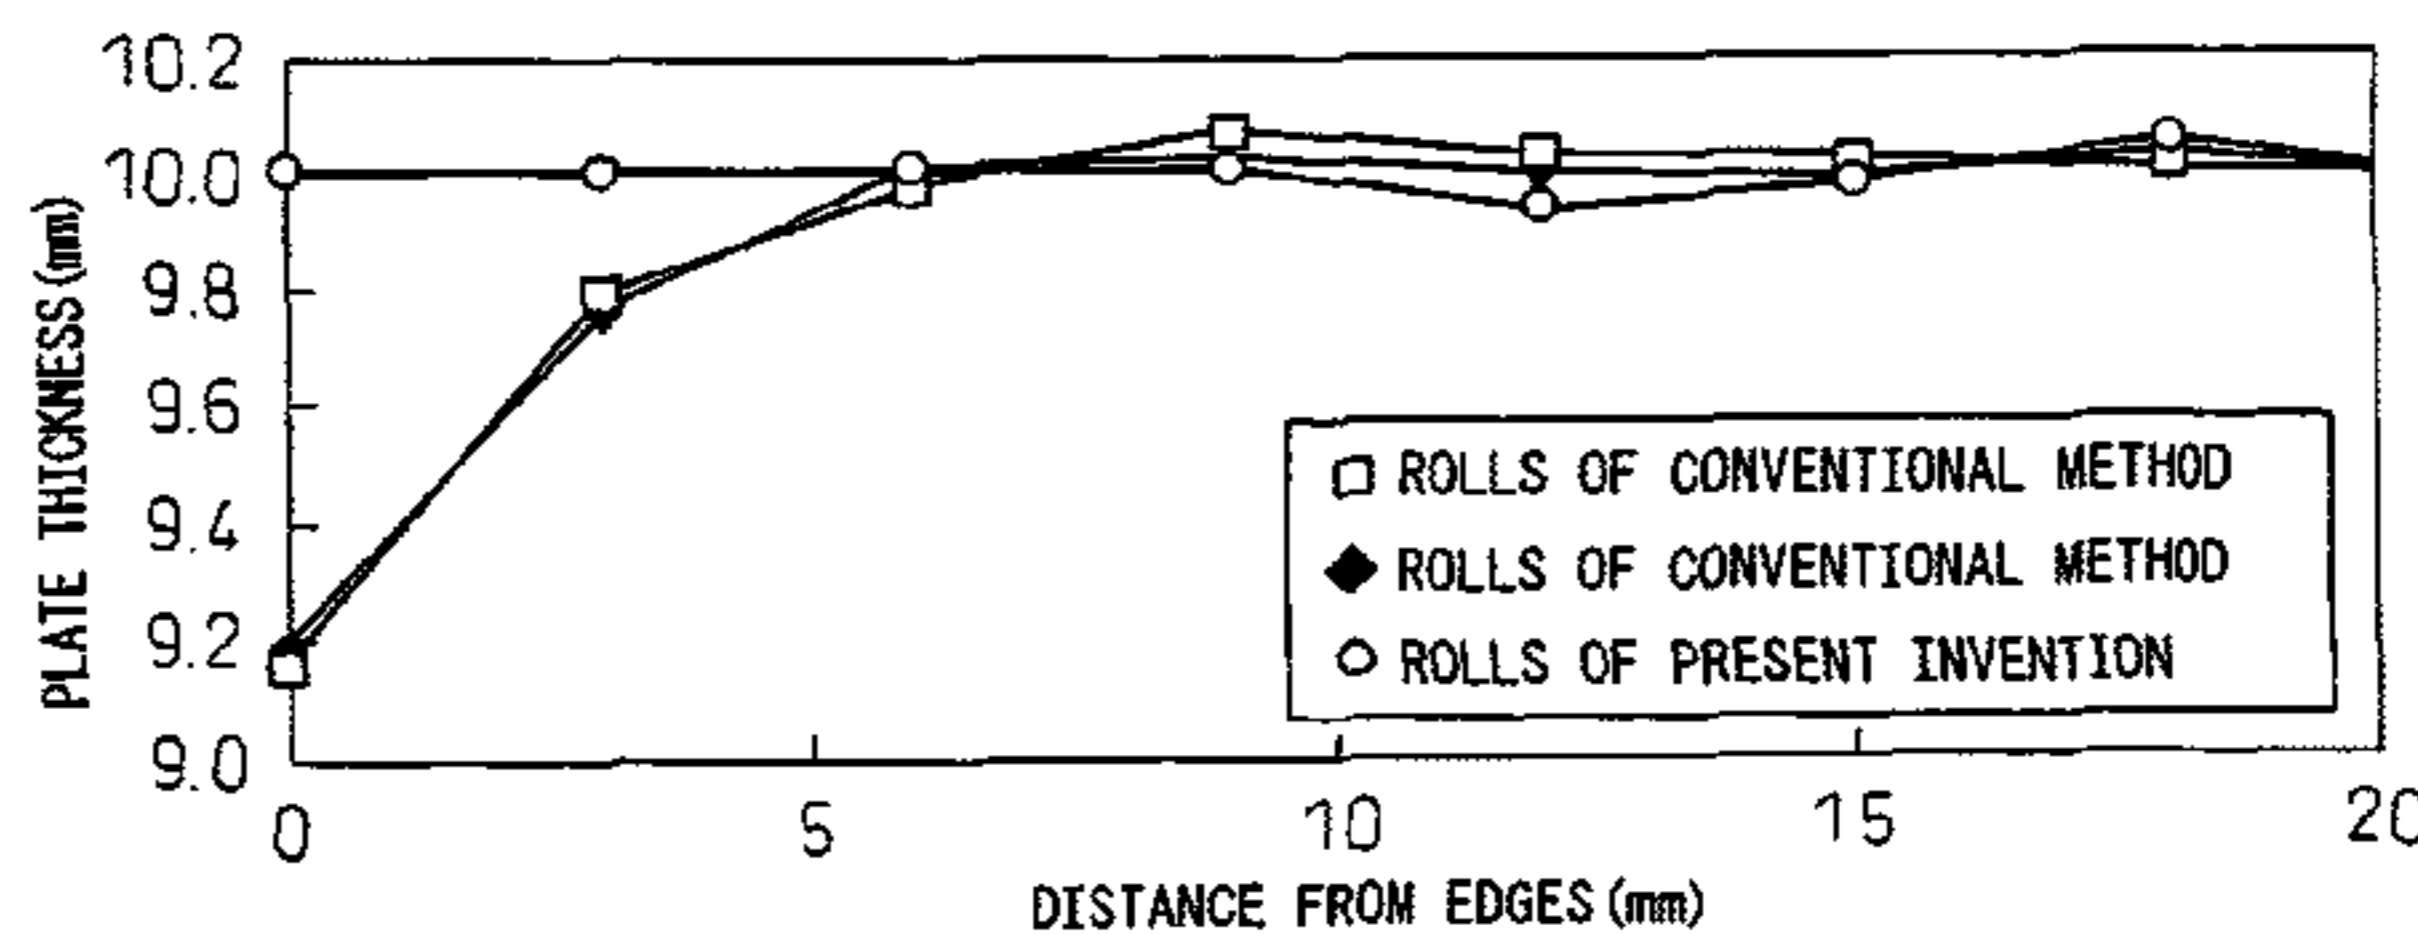 10.2
10.0
9.8
9.6
9.4
9.2
9.0
PLATE THICKNESS(mm)
□ ROLLS OF CONVENTIONAL METHOD
◆ ROLLS OF CONVENTIONAL METHOD
○ ROLLS OF PRESENT INVENTION
0 5 10 15 20
DISTANCE FROM EDGES(mm)